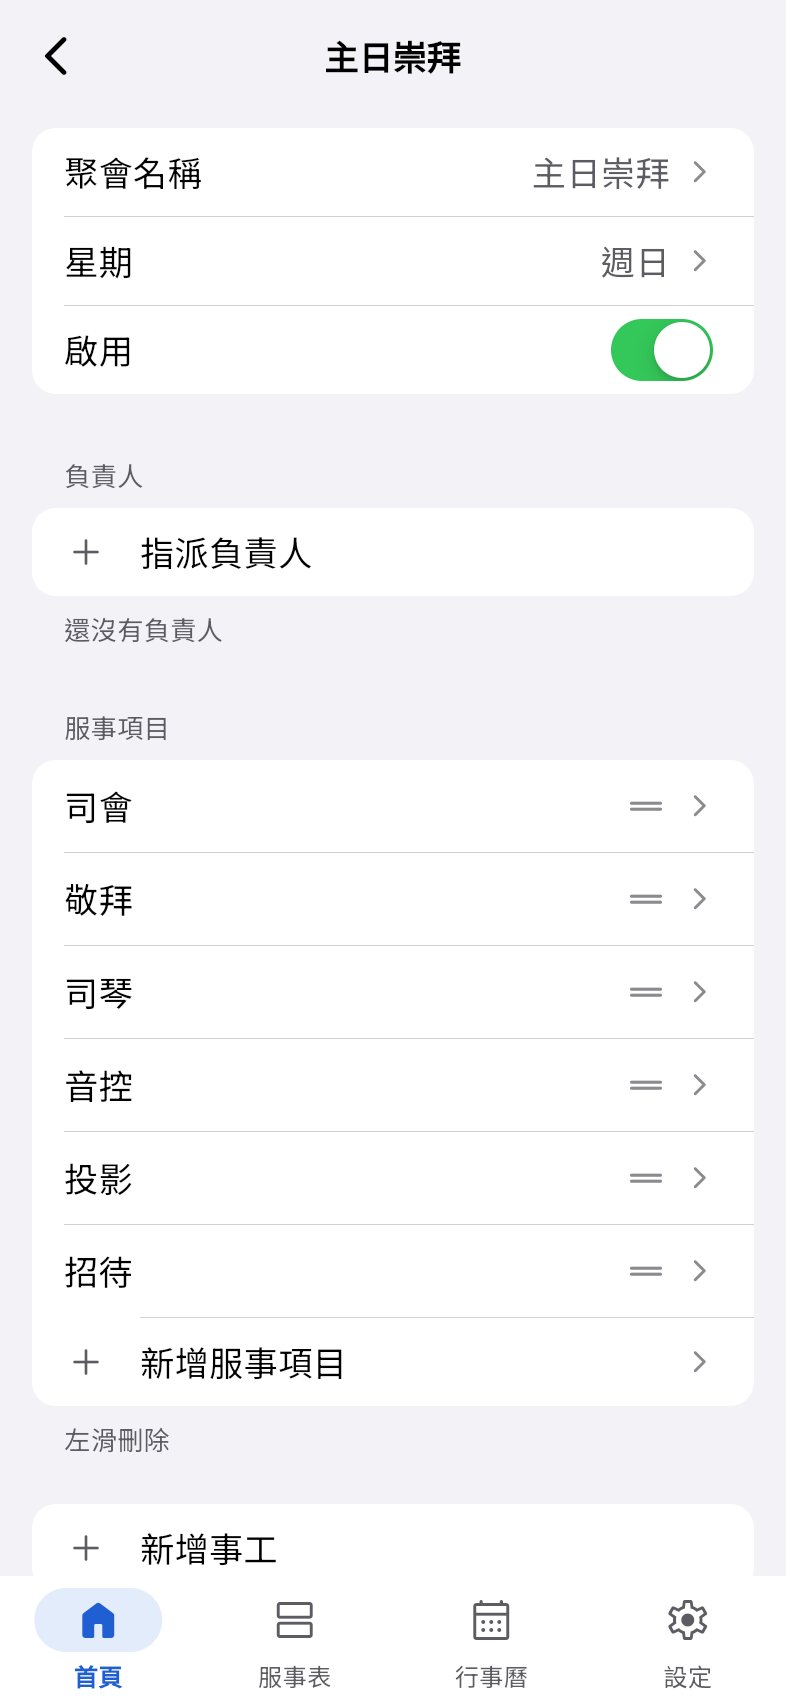 主日崇拜
聚會名稱 主日崇拜
星期 週日
啟用
負責人
指派負責人
還沒有負責人
服事項目
司會
敬拜
司琴
音控
投影
招待
新增服事項目
左滑刪除
新增事工
首頁 服事表 行事曆 設定